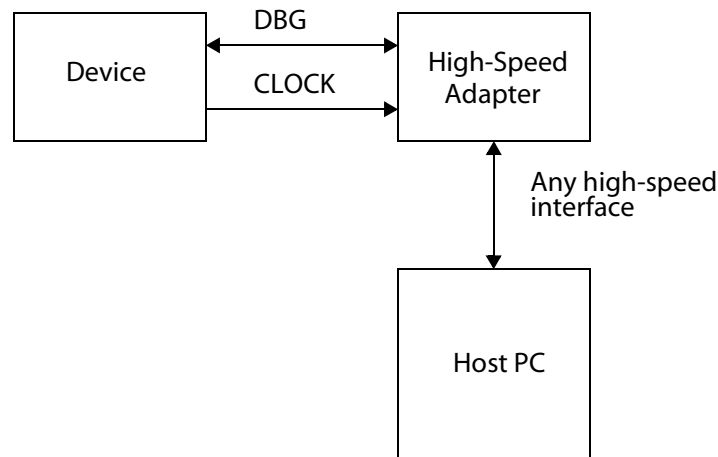 DBG
Device
High-Speed
Adapter
CLOCK
Any high-speed
interface
Host PC